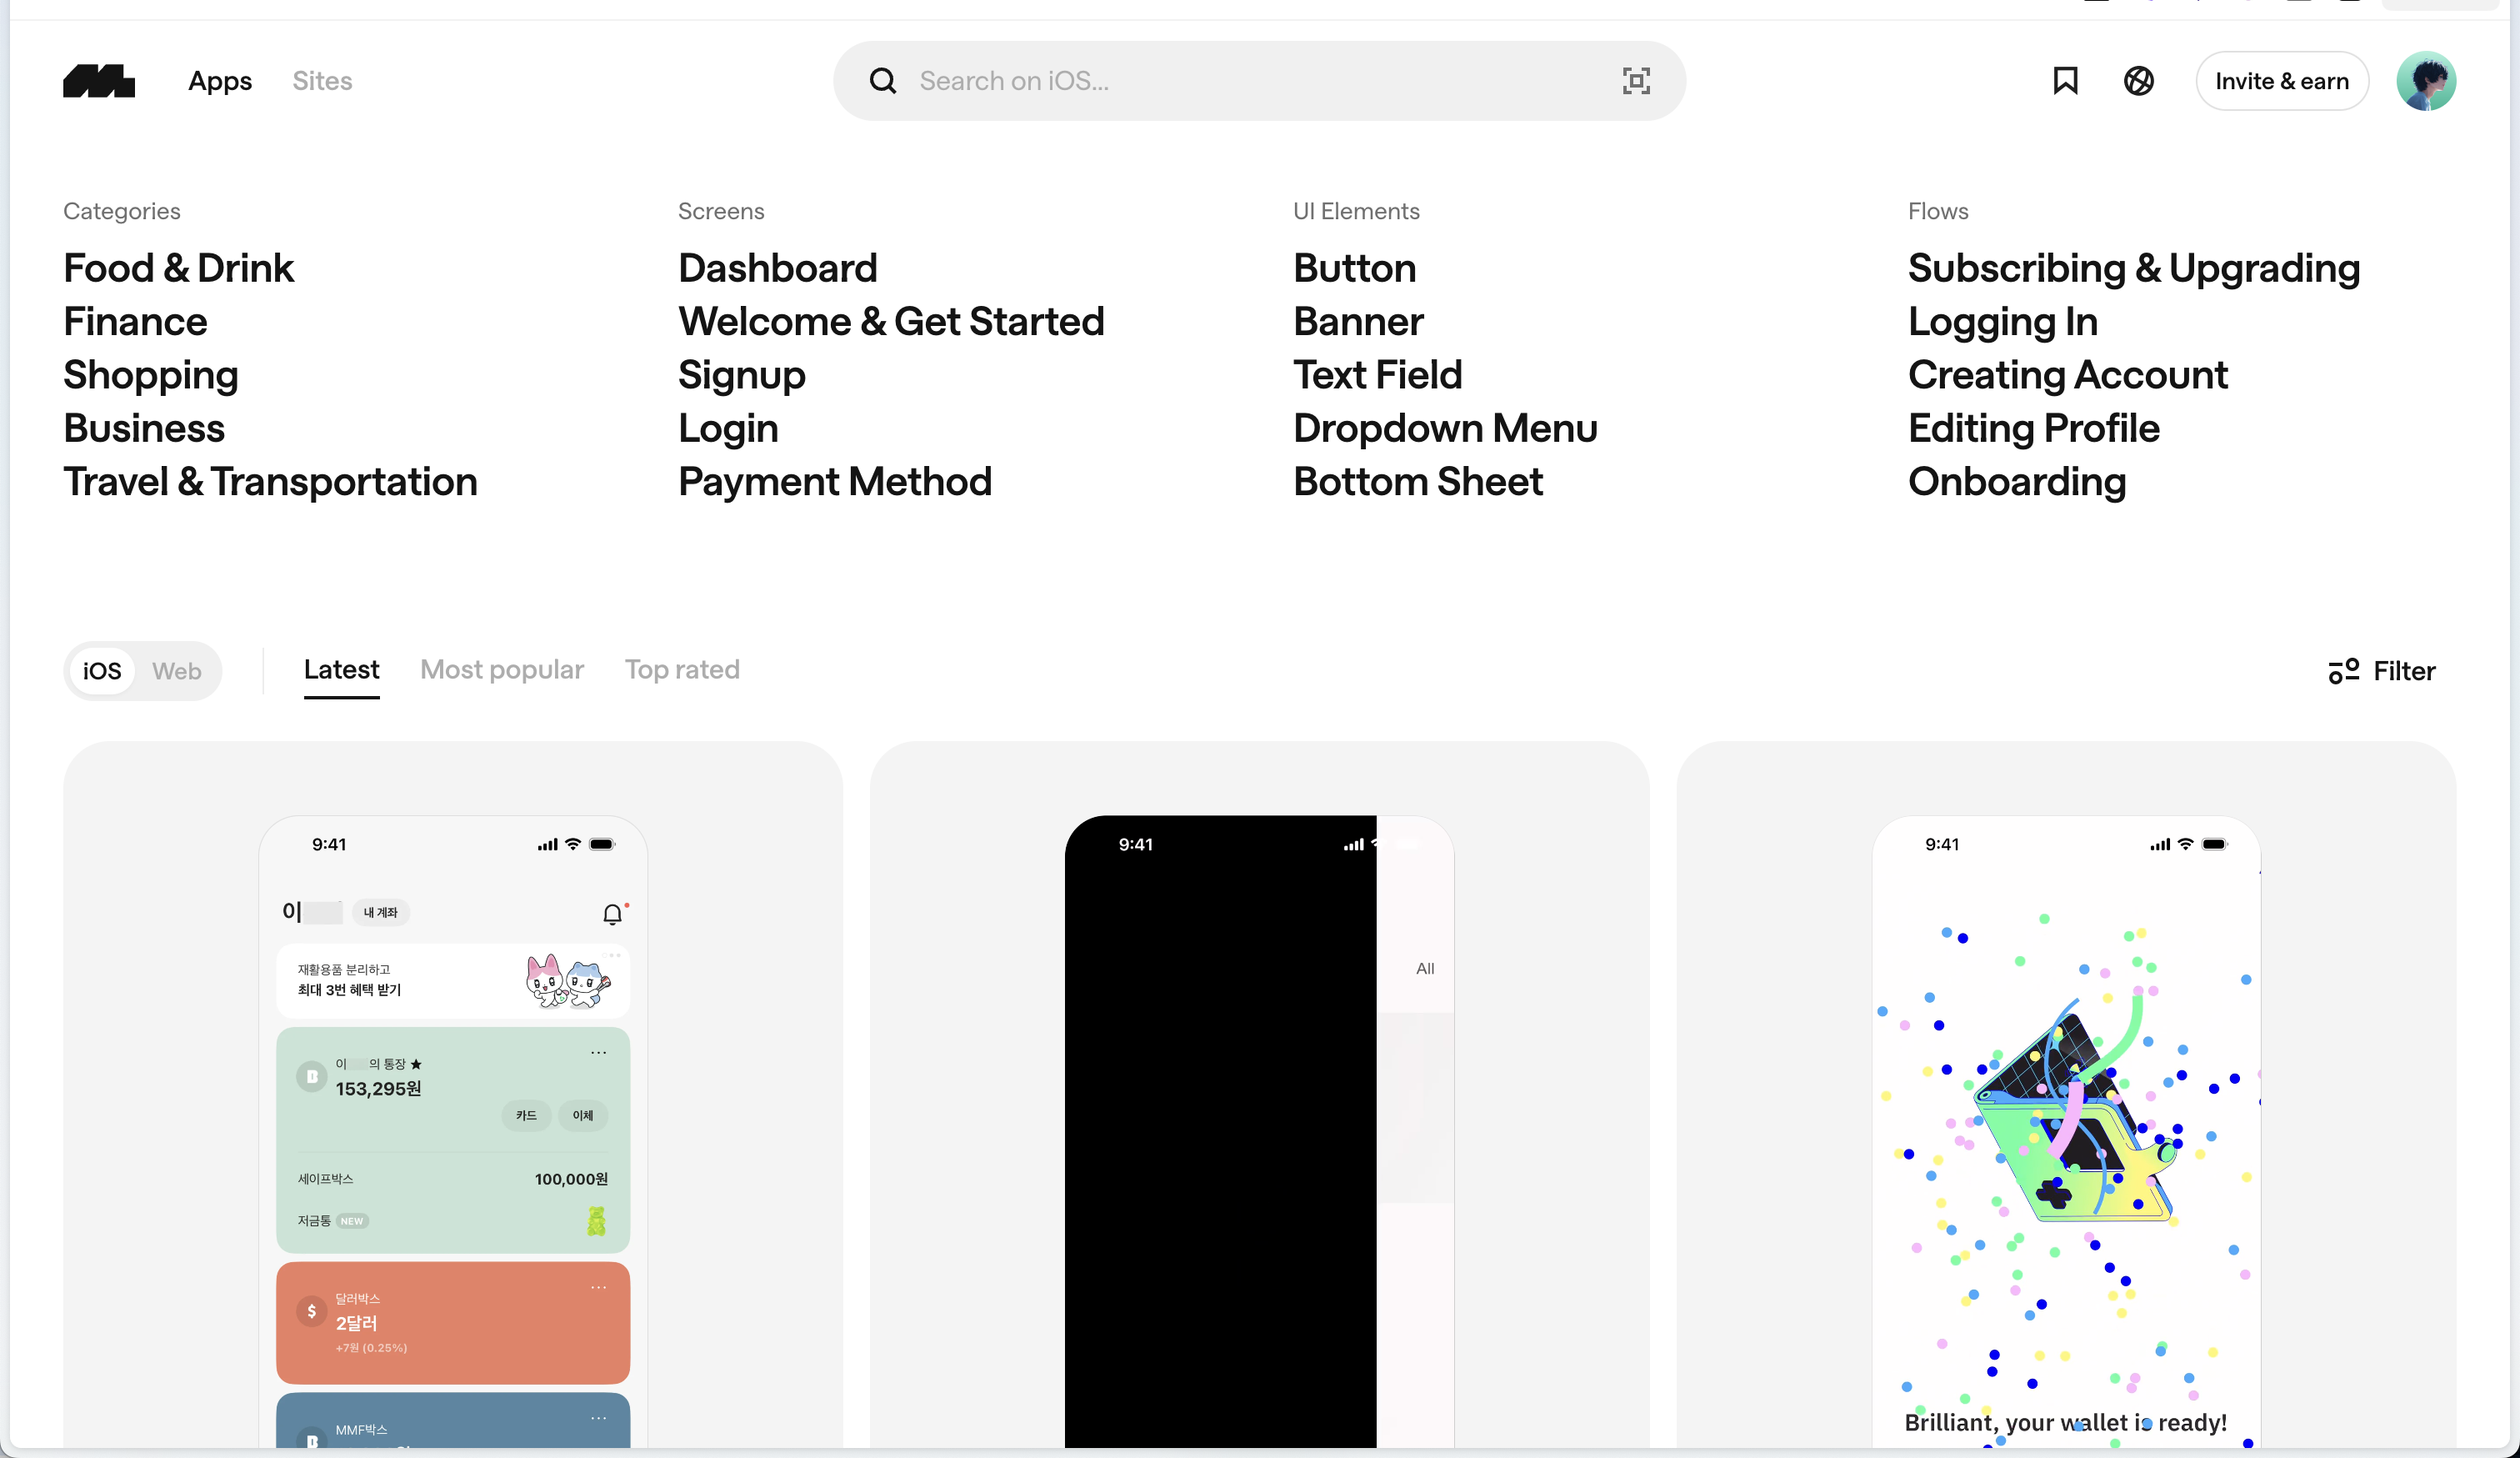 Apps
Sites
Search on iOS...
Invite & earn
Categories
Food & Drink
Finance
Shopping
Business
Travel & Transportation
Screens
Dashboard
Welcome & Get Started
Signup
Login
Payment Method
UI Elements
Button
Banner
Text Field
Dropdown Menu
Bottom Sheet
Flows
Subscribing & Upgrading
Logging In
Creating Account
Editing Profile
Onboarding
iOS
Web
Latest
Most popular
Top rated
Filter
9:41
이
내 계좌
재활용품 분리하고
최대 3번 혜택 받기
이 의 통장 ★
153,295원
카드
이체
세이프박스
100,000원
저금통 NEW
달러박스
2달러
+7원 (0.25%)
MMF박스
9:41
All
9:41
Brilliant, your wallet is ready!